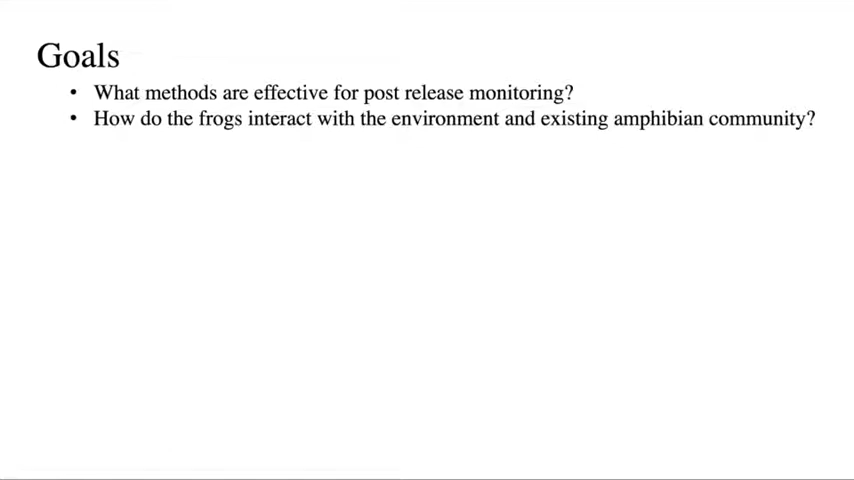 Goals
• What methods are effective for post release monitoring?
• How do the frogs interact with the environment and existing amphibian community?